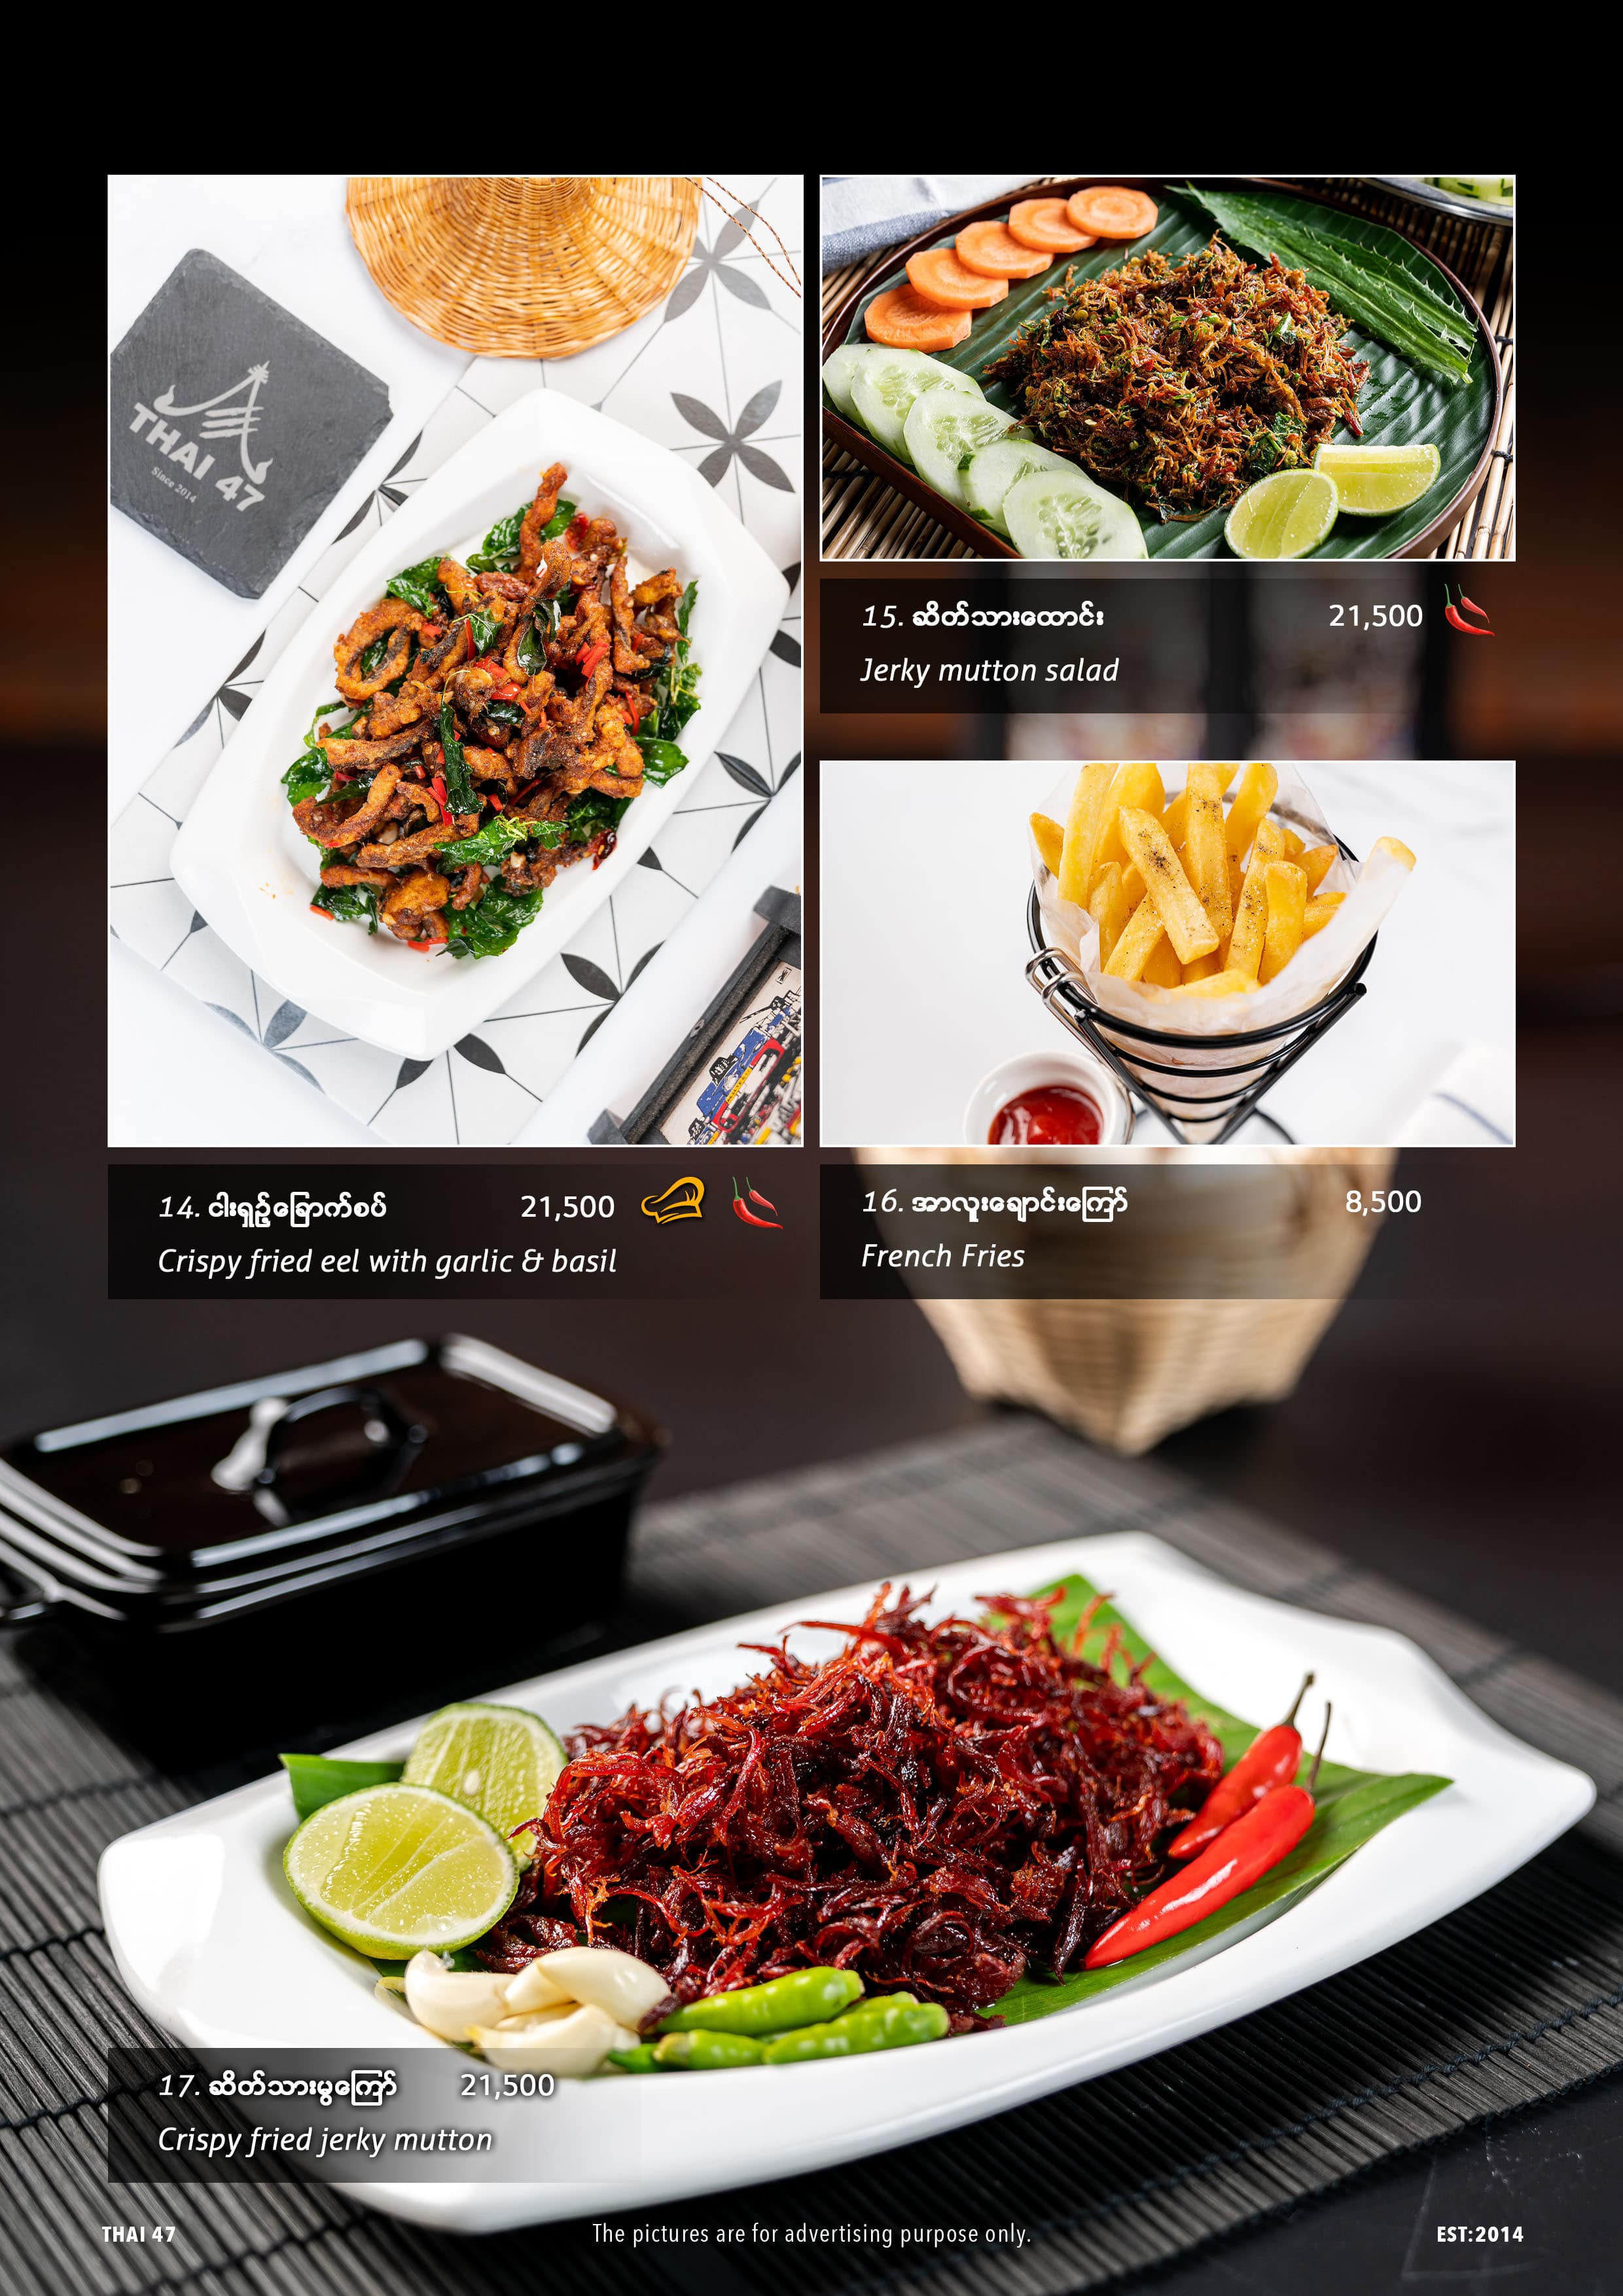 THAI 47
Since 2014
15. ဆိတ်သားထောင်း 21,500
Jerky mutton salad
14. ငါးရှဥ့်ခြောက်စပ် 21,500
Crispy fried eel with garlic & basil
16. အာလူးချောင်းကြော် 8,500
French Fries
17. ဆိတ်သားမွကြော် 21,500
Crispy fried jerky mutton
THAI 47
The pictures are for advertising purpose only.
EST:2014